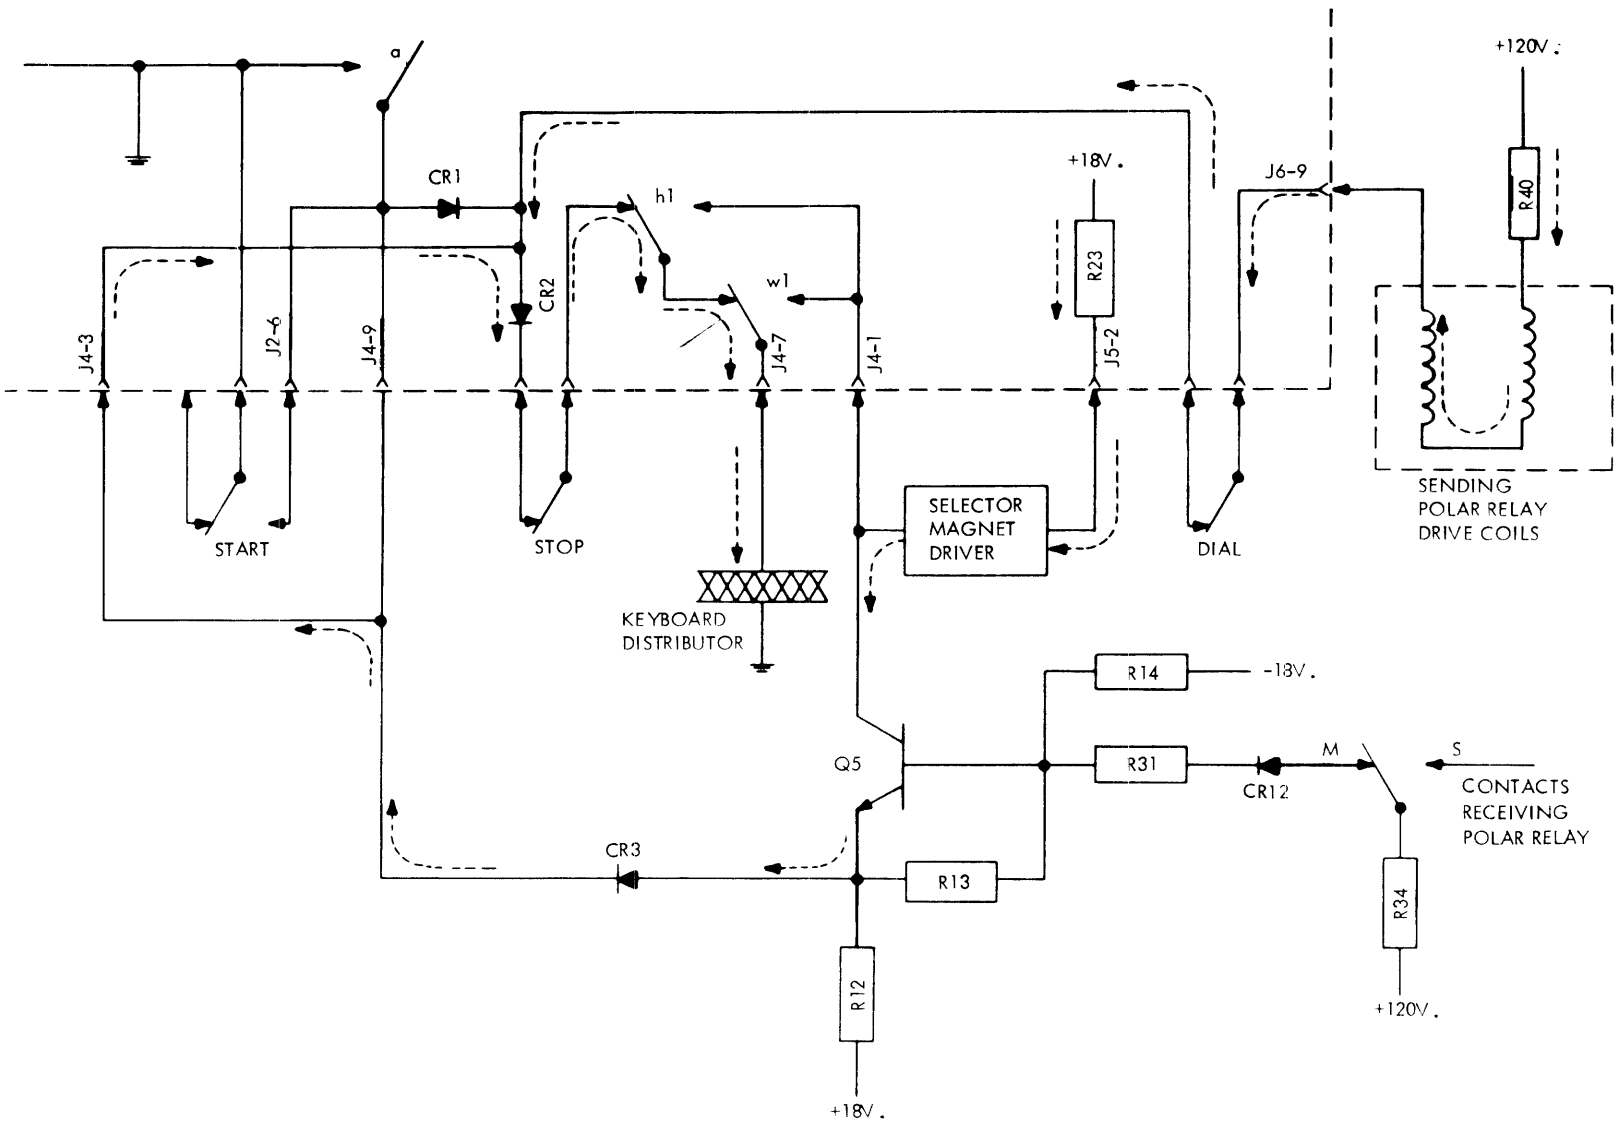 a
+120V.
+18V.
J6-9
R40
CR1
h1
R23
w1
CR2
J4-3
J2-6
J4-9
J4-7
J4-1
J5-2
SENDING
POLAR RELAY
DRIVE COILS
START
STOP
SELECTOR
MAGNET
DRIVER
DIAL
KEYBOARD
DISTRIBUTOR
R14
-18V.
Q5
R31
CR12
M
S
CONTACTS
RECEIVING
POLAR RELAY
CR3
R13
R34
R12
+120V.
+18V.